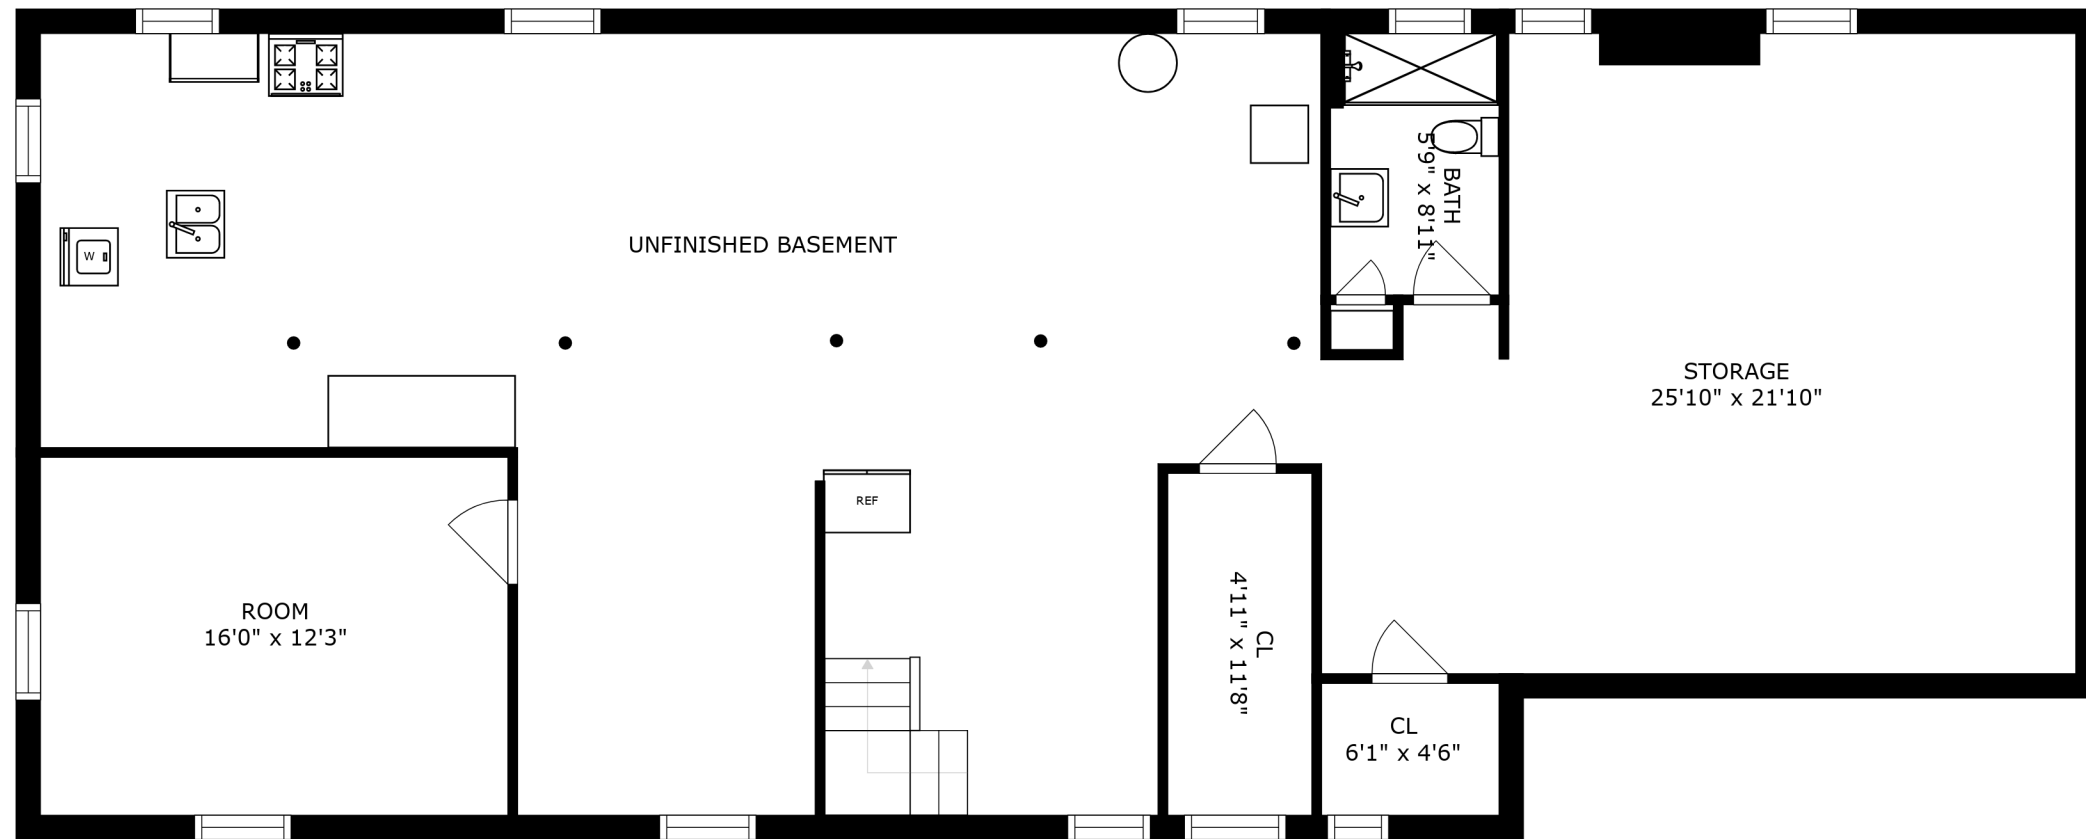 W
UNFINISHED BASEMENT
BATH
5'9" x 8'11"
STORAGE
25'10" x 21'10"
REF
ROOM
16'0" x 12'3"
CL
4'11" x 11'8"
CL
6'1" x 4'6"